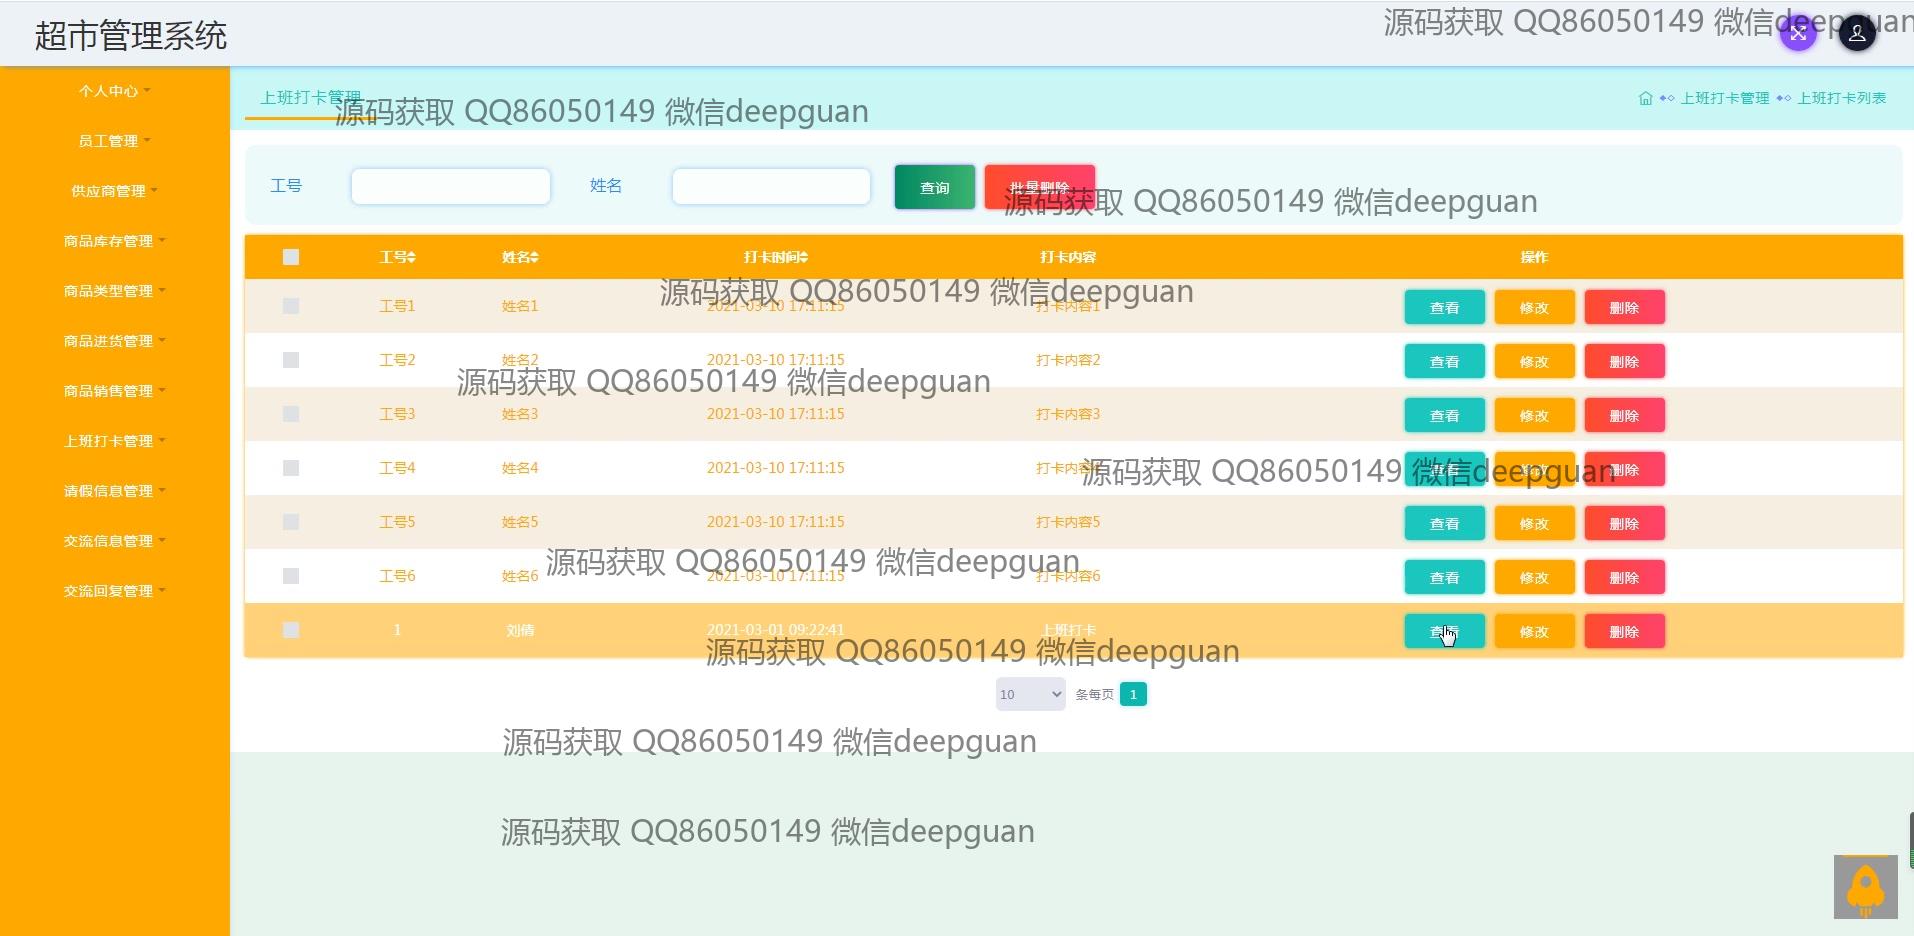 超市管理系统
源码获取 QQ86050149 微信deepguan
个人中心
员工管理
供应商管理
商品库存管理
商品类型管理
商品进货管理
商品销售管理
上班打卡管理
请假信息管理
交流信息管理
交流回复管理
上班打卡管理
源码获取 QQ86050149 微信deepguan
上班打卡管理 上班打卡列表
工号 姓名 查询 批量删除
源码获取 QQ86050149 微信deepguan
工号 姓名 打卡时间 打卡内容 操作
源码获取 QQ86050149 微信deepguan
工号1 姓名1 2021-03-10 17:11:15 打卡内容1 查看 修改 删除
工号2 姓名2 2021-03-10 17:11:15 打卡内容2 查看 修改 删除
源码获取 QQ86050149 微信deepguan
工号3 姓名3 2021-03-10 17:11:15 打卡内容3 查看 修改 删除
工号4 姓名4 2021-03-10 17:11:15 打卡内容4 查看 修改 删除
源码获取 QQ86050149 微信deepguan
工号5 姓名5 2021-03-10 17:11:15 打卡内容5 查看 修改 删除
源码获取 QQ86050149 微信deepguan
工号6 姓名6 2021-03-10 17:11:15 打卡内容6 查看 修改 删除
1 刘倩 2021-03-01 09:22:41 上班打卡 查看 修改 删除
源码获取 QQ86050149 微信deepguan
10 条每页 1
源码获取 QQ86050149 微信deepguan
源码获取 QQ86050149 微信deepguan